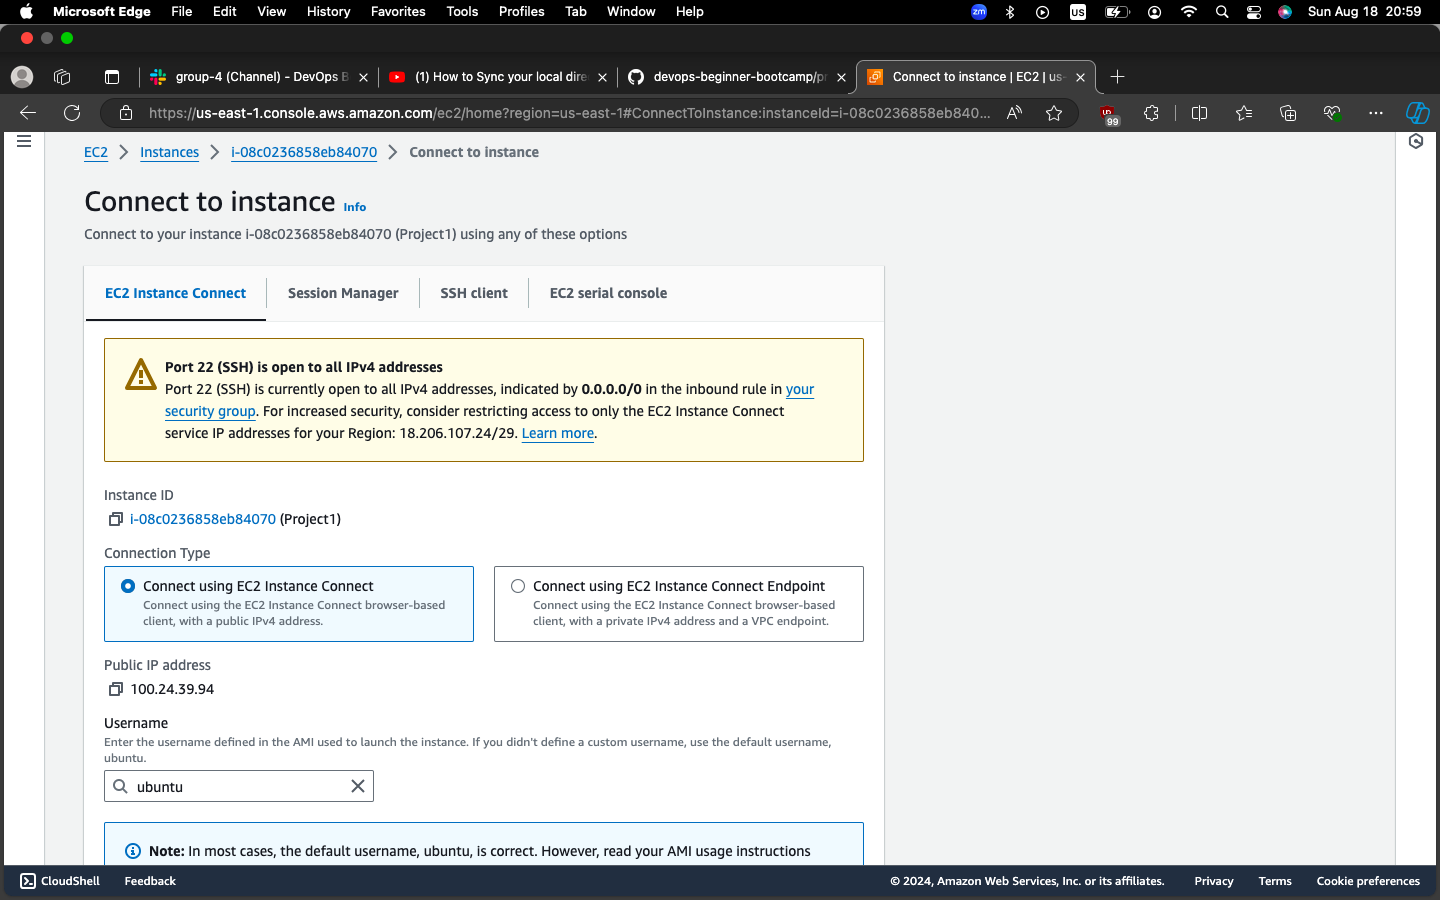 Microsoft Edge File Edit View History Favorites Tools Profiles Tab Window Help zm US Sun Aug 18 20:59
group-4 (Channel) - DevOps B (1) How to Sync your local dire devops-beginner-bootcamp/pr Connect to instance | EC2 | us-
https://us-east-1.console.aws.amazon.com/ec2/home?region=us-east-1#ConnectToInstance:instanceId=i-08c0236858eb840... 99
EC2 Instances i-08c0236858eb84070 Connect to instance
Connect to instance Info
Connect to your instance i-08c0236858eb84070 (Project1) using any of these options
EC2 Instance Connect Session Manager SSH client EC2 serial console
Port 22 (SSH) is open to all IPv4 addresses
Port 22 (SSH) is currently open to all IPv4 addresses, indicated by 0.0.0.0/0 in the inbound rule in your
security group. For increased security, consider restricting access to only the EC2 Instance Connect
service IP addresses for your Region: 18.206.107.24/29. Learn more.
Instance ID
i-08c0236858eb84070 (Project1)
Connection Type
Connect using EC2 Instance Connect
Connect using the EC2 Instance Connect browser-based
client, with a public IPv4 address.
Connect using EC2 Instance Connect Endpoint
Connect using the EC2 Instance Connect browser-based
client, with a private IPv4 address and a VPC endpoint.
Public IP address
100.24.39.94
Username
Enter the username defined in the AMI used to launch the instance. If you didn't define a custom username, use the default username,
ubuntu.
ubuntu
Note: In most cases, the default username, ubuntu, is correct. However, read your AMI usage instructions
CloudShell Feedback © 2024, Amazon Web Services, Inc. or its affiliates. Privacy Terms Cookie preferences